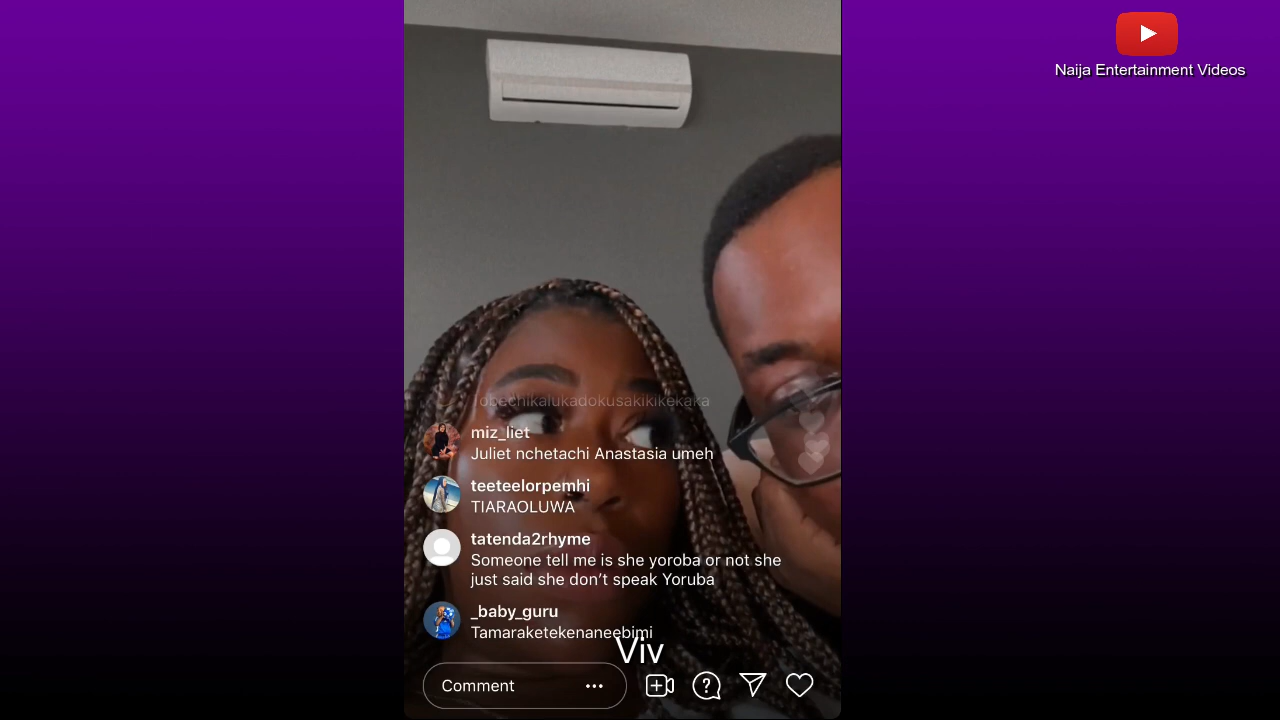 Naija Entertainment Videos
Tobechikalukadokusakikikekaka
miz_liet
Juliet nchetachi Anastasia umeh
teeteelorpemhi
TIARAOLUWA
tatenda2rhyme
Someone tell me is she yoroba or not she
just said she don't speak Yoruba
_baby_guru
Tamaraketekenaneebimi
Viv
Comment